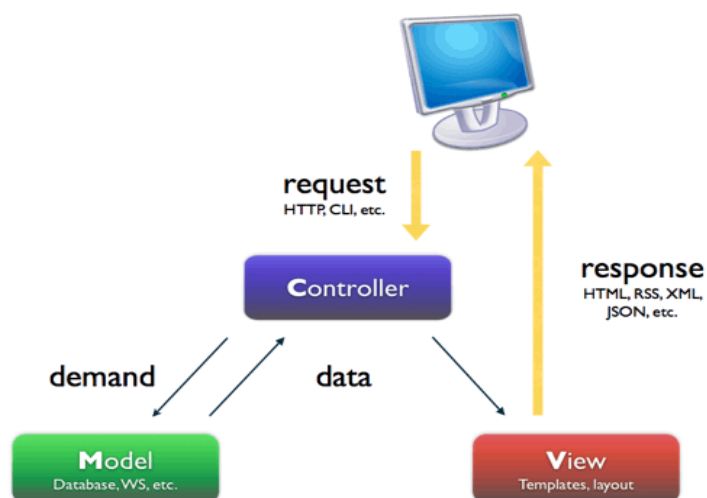 request
HTTP, CLI, etc.
Controller
response
HTML, RSS, XML,
JSON, etc.
demand
data
Model
Database, WS, etc.
View
Templates, layout